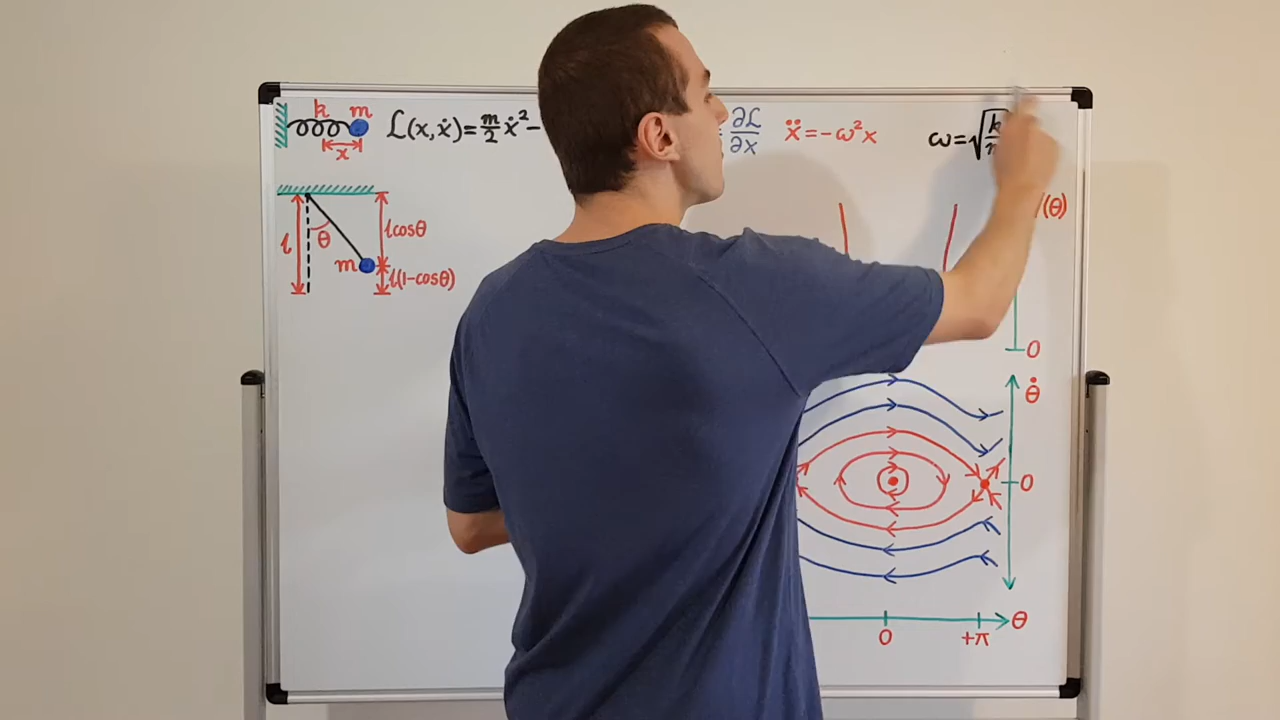 k m
x
ℒ(x,ẋ)=m/2 ẋ²−
∂ℒ/∂x
ẍ=−ω²x
ω=√k
l
θ
m
lcosθ
l(1−cosθ)
(θ)
0
θ̇
0
0
+π
θ